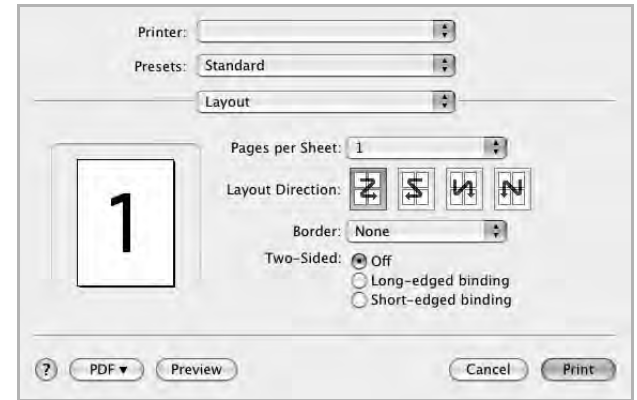 Printer:
Presets: Standard
Layout
1
Pages per Sheet: 1
Layout Direction:
Border: None
Two-Sided: Off
Long-edged binding
Short-edged binding
? PDF▼ Preview Cancel Print